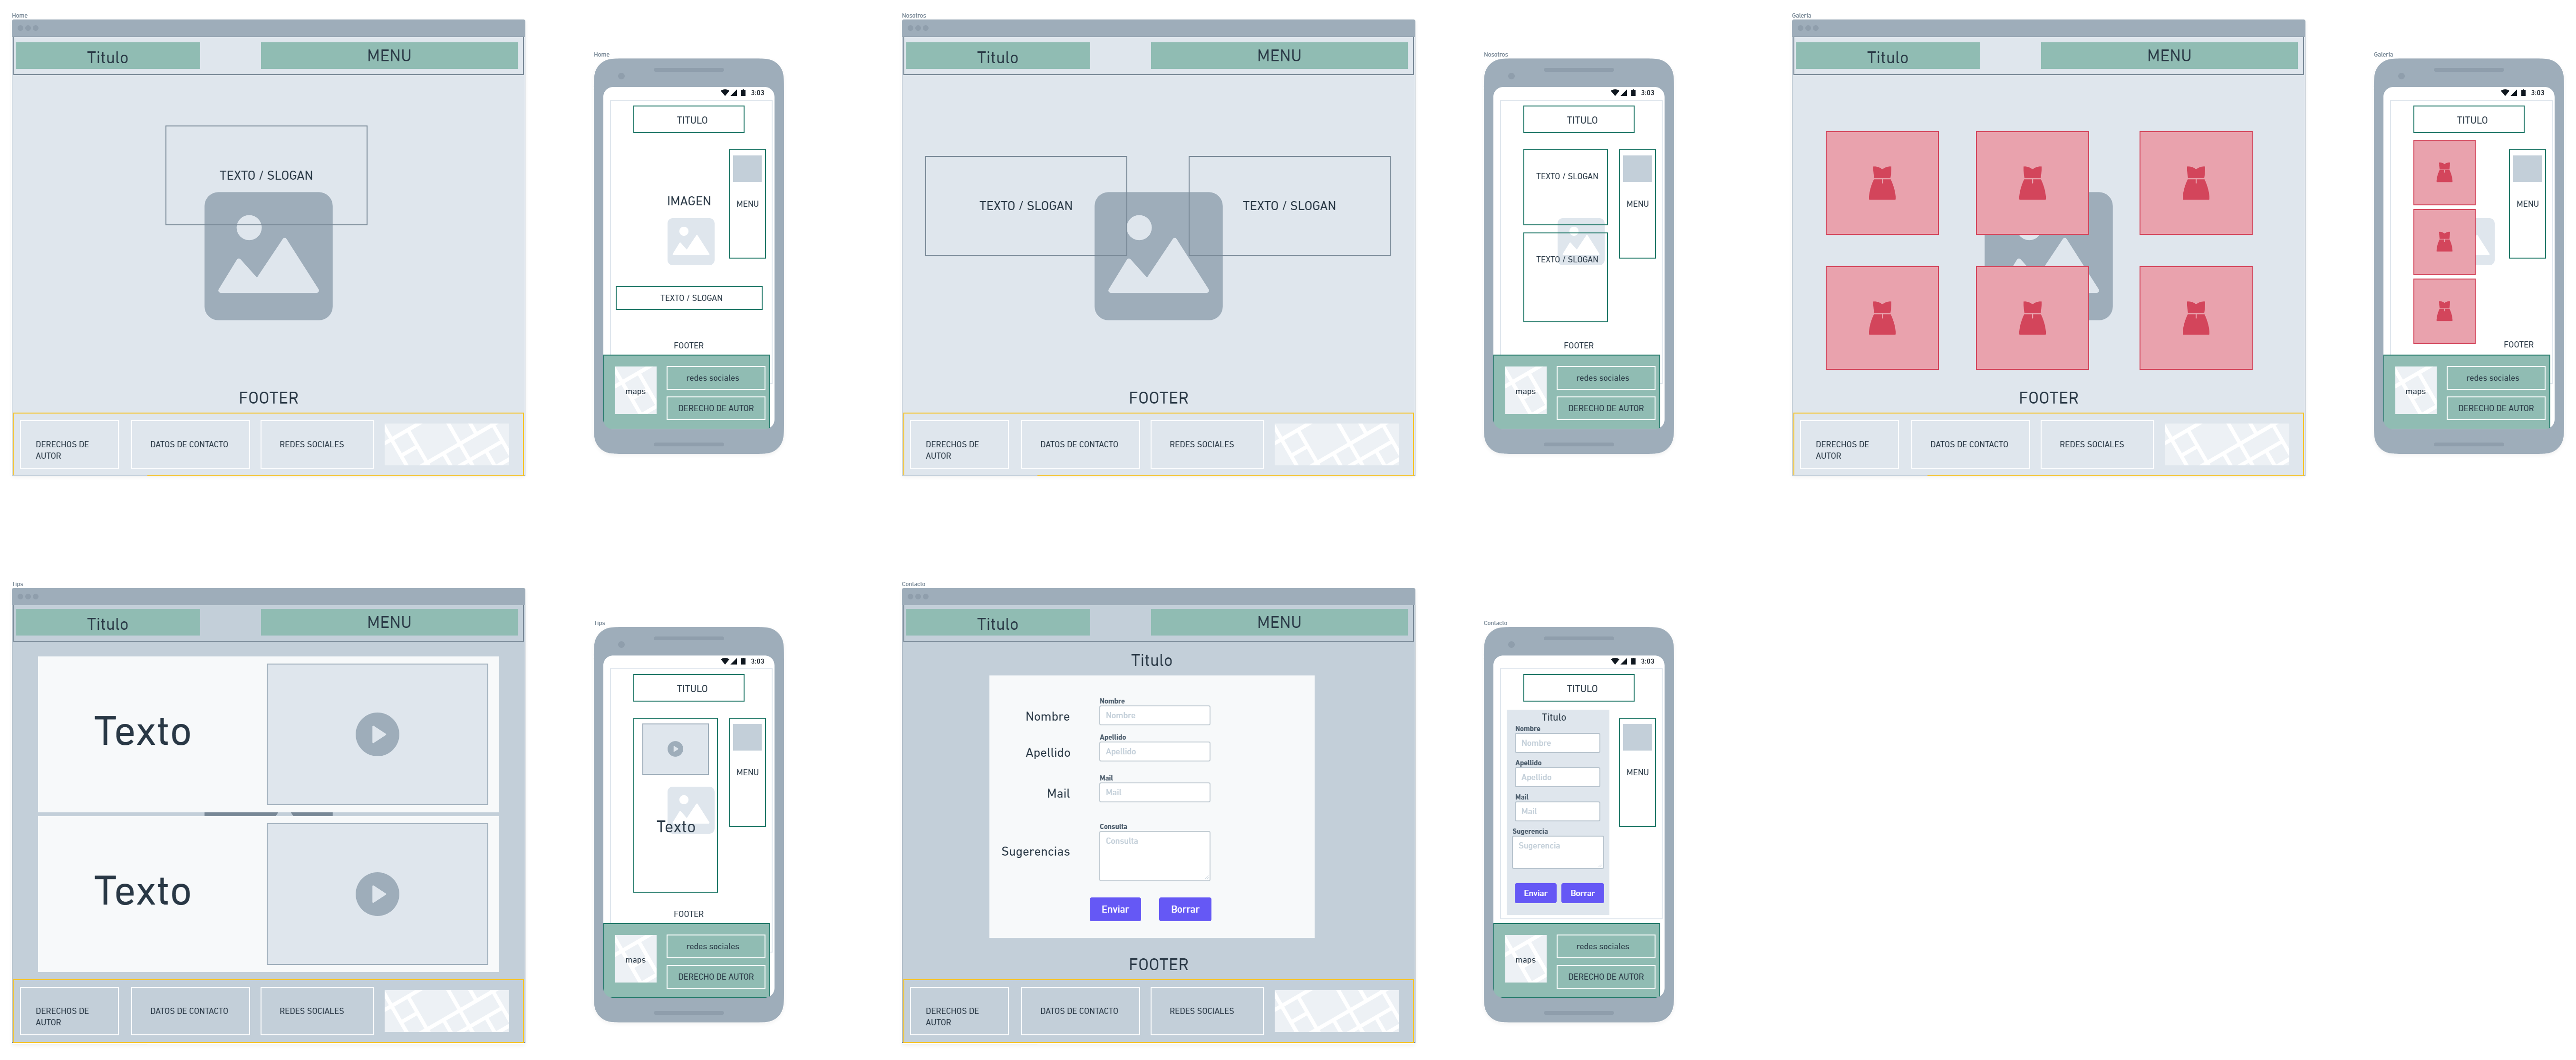 Home
Titulo
MENU
TEXTO / SLOGAN
FOOTER
DERECHOS DE
AUTOR
DATOS DE CONTACTO
REDES SOCIALES
Home
3:03
TITULO
IMAGEN
MENU
TEXTO / SLOGAN
FOOTER
maps
redes sociales
DERECHO DE AUTOR
Nosotros
Titulo
MENU
TEXTO / SLOGAN
TEXTO / SLOGAN
FOOTER
DERECHOS DE
AUTOR
DATOS DE CONTACTO
REDES SOCIALES
Nosotros
3:03
TITULO
TEXTO / SLOGAN
MENU
TEXTO / SLOGAN
FOOTER
maps
redes sociales
DERECHO DE AUTOR
Galeria
Titulo
MENU
FOOTER
DERECHOS DE
AUTOR
DATOS DE CONTACTO
REDES SOCIALES
Galeria
3:03
TITULO
MENU
FOOTER
maps
redes sociales
DERECHO DE AUTOR
Tips
Titulo
MENU
Texto
Texto
DERECHOS DE
AUTOR
DATOS DE CONTACTO
REDES SOCIALES
Tips
3:03
TITULO
MENU
Texto
FOOTER
maps
redes sociales
DERECHO DE AUTOR
Contacto
Titulo
MENU
Titulo
Nombre
Nombre
Nombre
Apellido
Apellido
Apellido
Mail
Mail
Mail
Consulta
Sugerencias
Consulta
Enviar
Borrar
FOOTER
DERECHOS DE
AUTOR
DATOS DE CONTACTO
REDES SOCIALES
Contacto
3:03
TITULO
Titulo
Nombre
Nombre
Apellido
Apellido
MENU
Mail
Mail
Sugerencia
Sugerencia
Enviar
Borrar
maps
redes sociales
DERECHO DE AUTOR